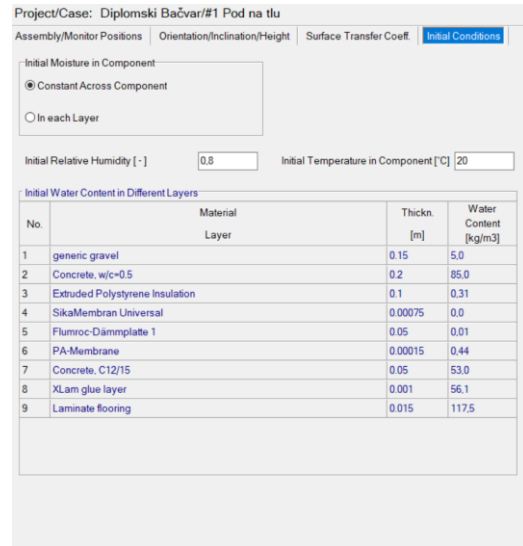 Project/Case: Diplomski Bačvar/#1 Pod na tlu
Assembly/Monitor Positions Orientation/Inclination/Height Surface Transfer Coeff. Initial Conditions
Initial Moisture in Component
Constant Across Component
In each Layer
Initial Relative Humidity [ - ] 0,8 Initial Temperature in Component [°C] 20
Initial Water Content in Different Layers
No. Material Layer Thickn. [m] Water Content [kg/m3]
1 generic gravel 0.15 5,0
2 Concrete, w/c=0.5 0.2 85,0
3 Extruded Polystyrene Insulation 0.1 0,31
4 SikaMembran Universal 0.00075 0,0
5 Flumroc-Dämmplatte 1 0.05 0,01
6 PA-Membrane 0.00015 0,44
7 Concrete, C12/15 0.05 53,0
8 XLam glue layer 0.001 56,1
9 Laminate flooring 0.015 117,5